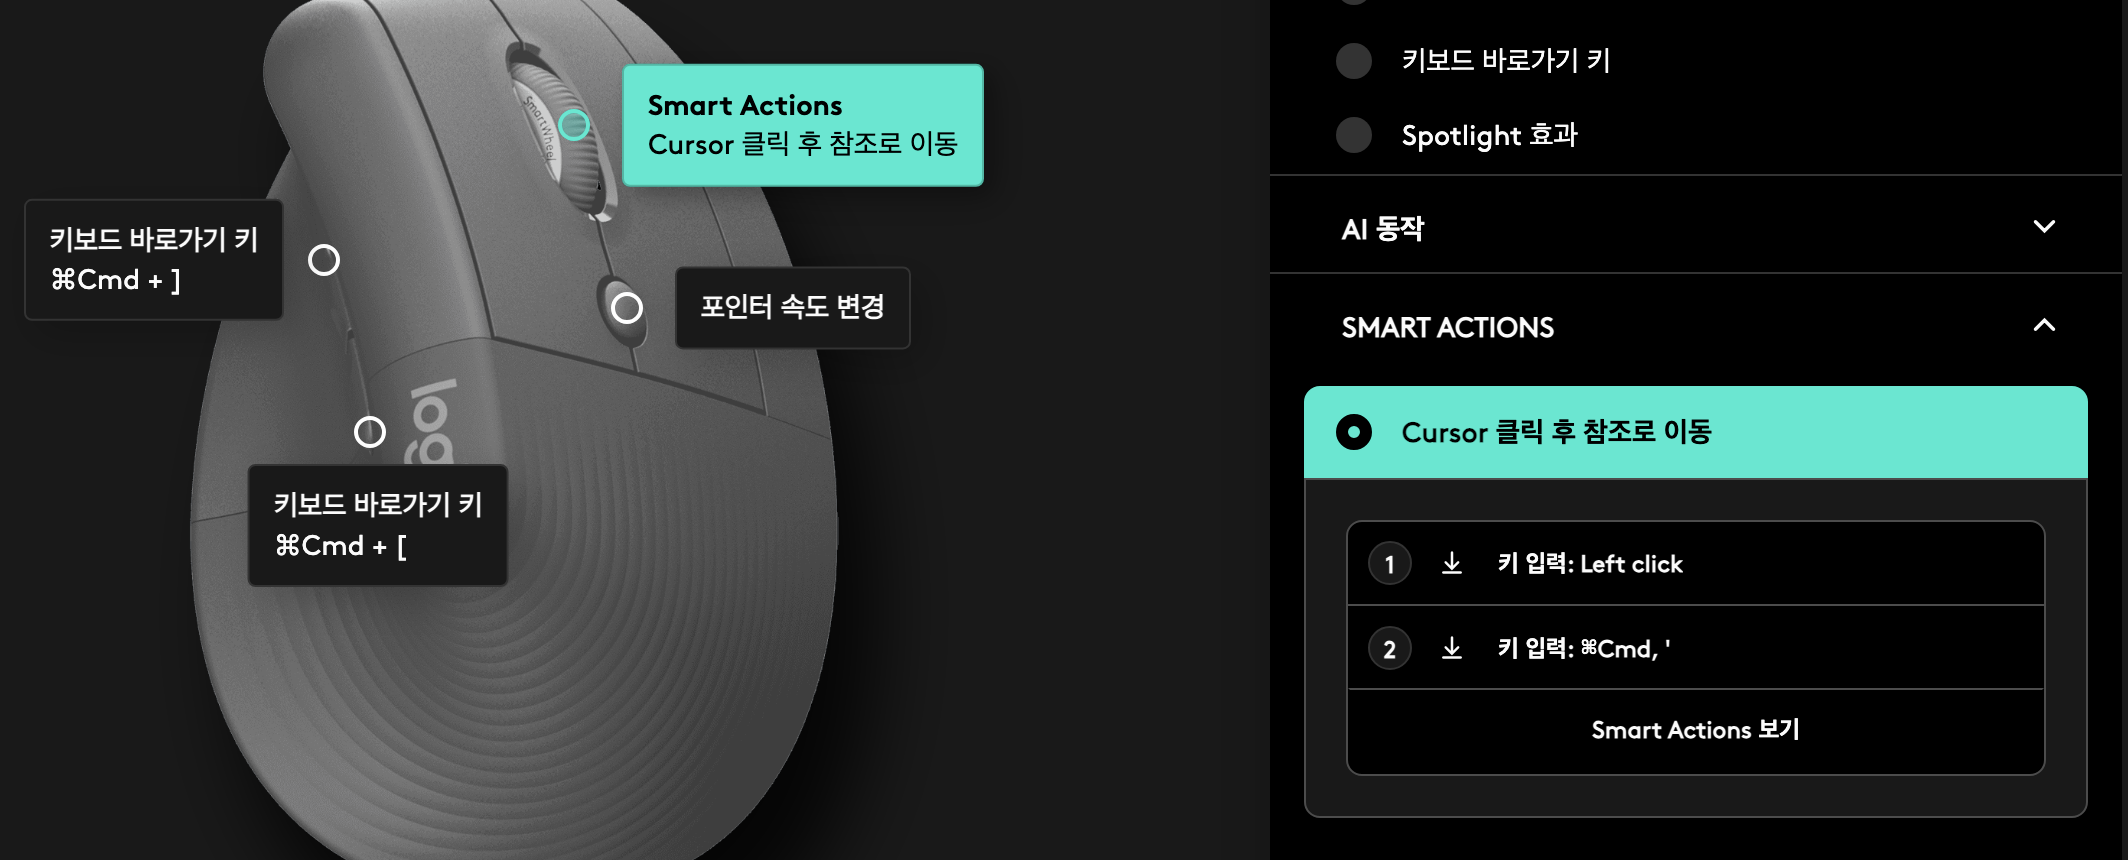 SmartWheel
Smart Actions
Cursor 클릭 후 참조로 이동
키보드 바로가기 키
⌘Cmd + ]
포인터 속도 변경
log
키보드 바로가기 키
⌘Cmd + [
키보드 바로가기 키
Spotlight 효과
AI 동작
SMART ACTIONS
Cursor 클릭 후 참조로 이동
1 키 입력: Left click
2 키 입력: ⌘Cmd, '
Smart Actions 보기